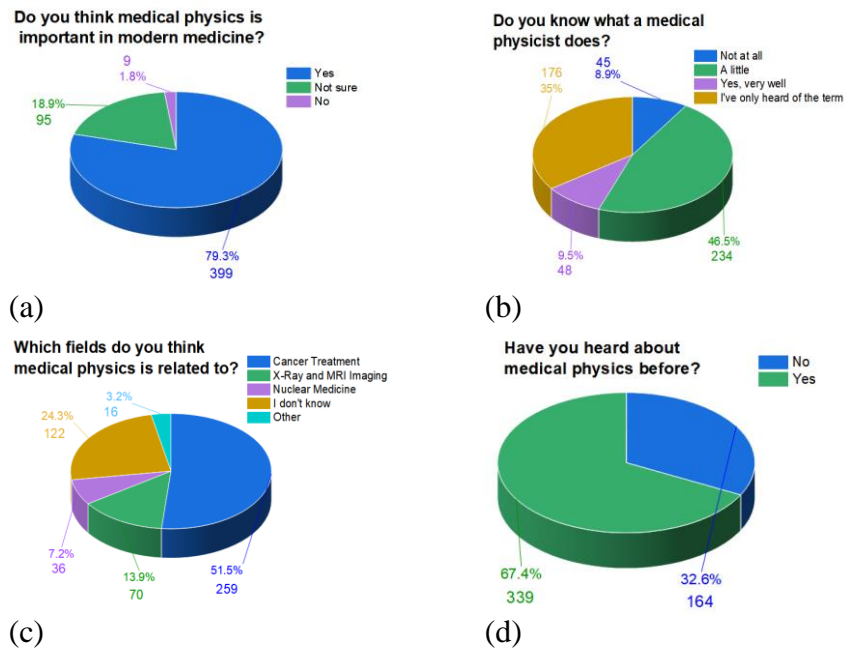 Do you think medical physics is
important in modern medicine?
9
1.8%
Yes
Not sure
No
18.9%
95
79.3%
399
(a)
Do you know what a medical
physicist does?
Not at all
A little
Yes, very well
I've only heard of the term
45
8.9%
176
35%
46.5%
234
9.5%
48
(b)
Which fields do you think
medical physics is related to?
Cancer Treatment
X-Ray and MRI Imaging
Nuclear Medicine
I don't know
Other
3.2%
16
24.3%
122
7.2%
36
13.9%
70
51.5%
259
(c)
Have you heard about
medical physics before?
No
Yes
67.4%
339
32.6%
164
(d)